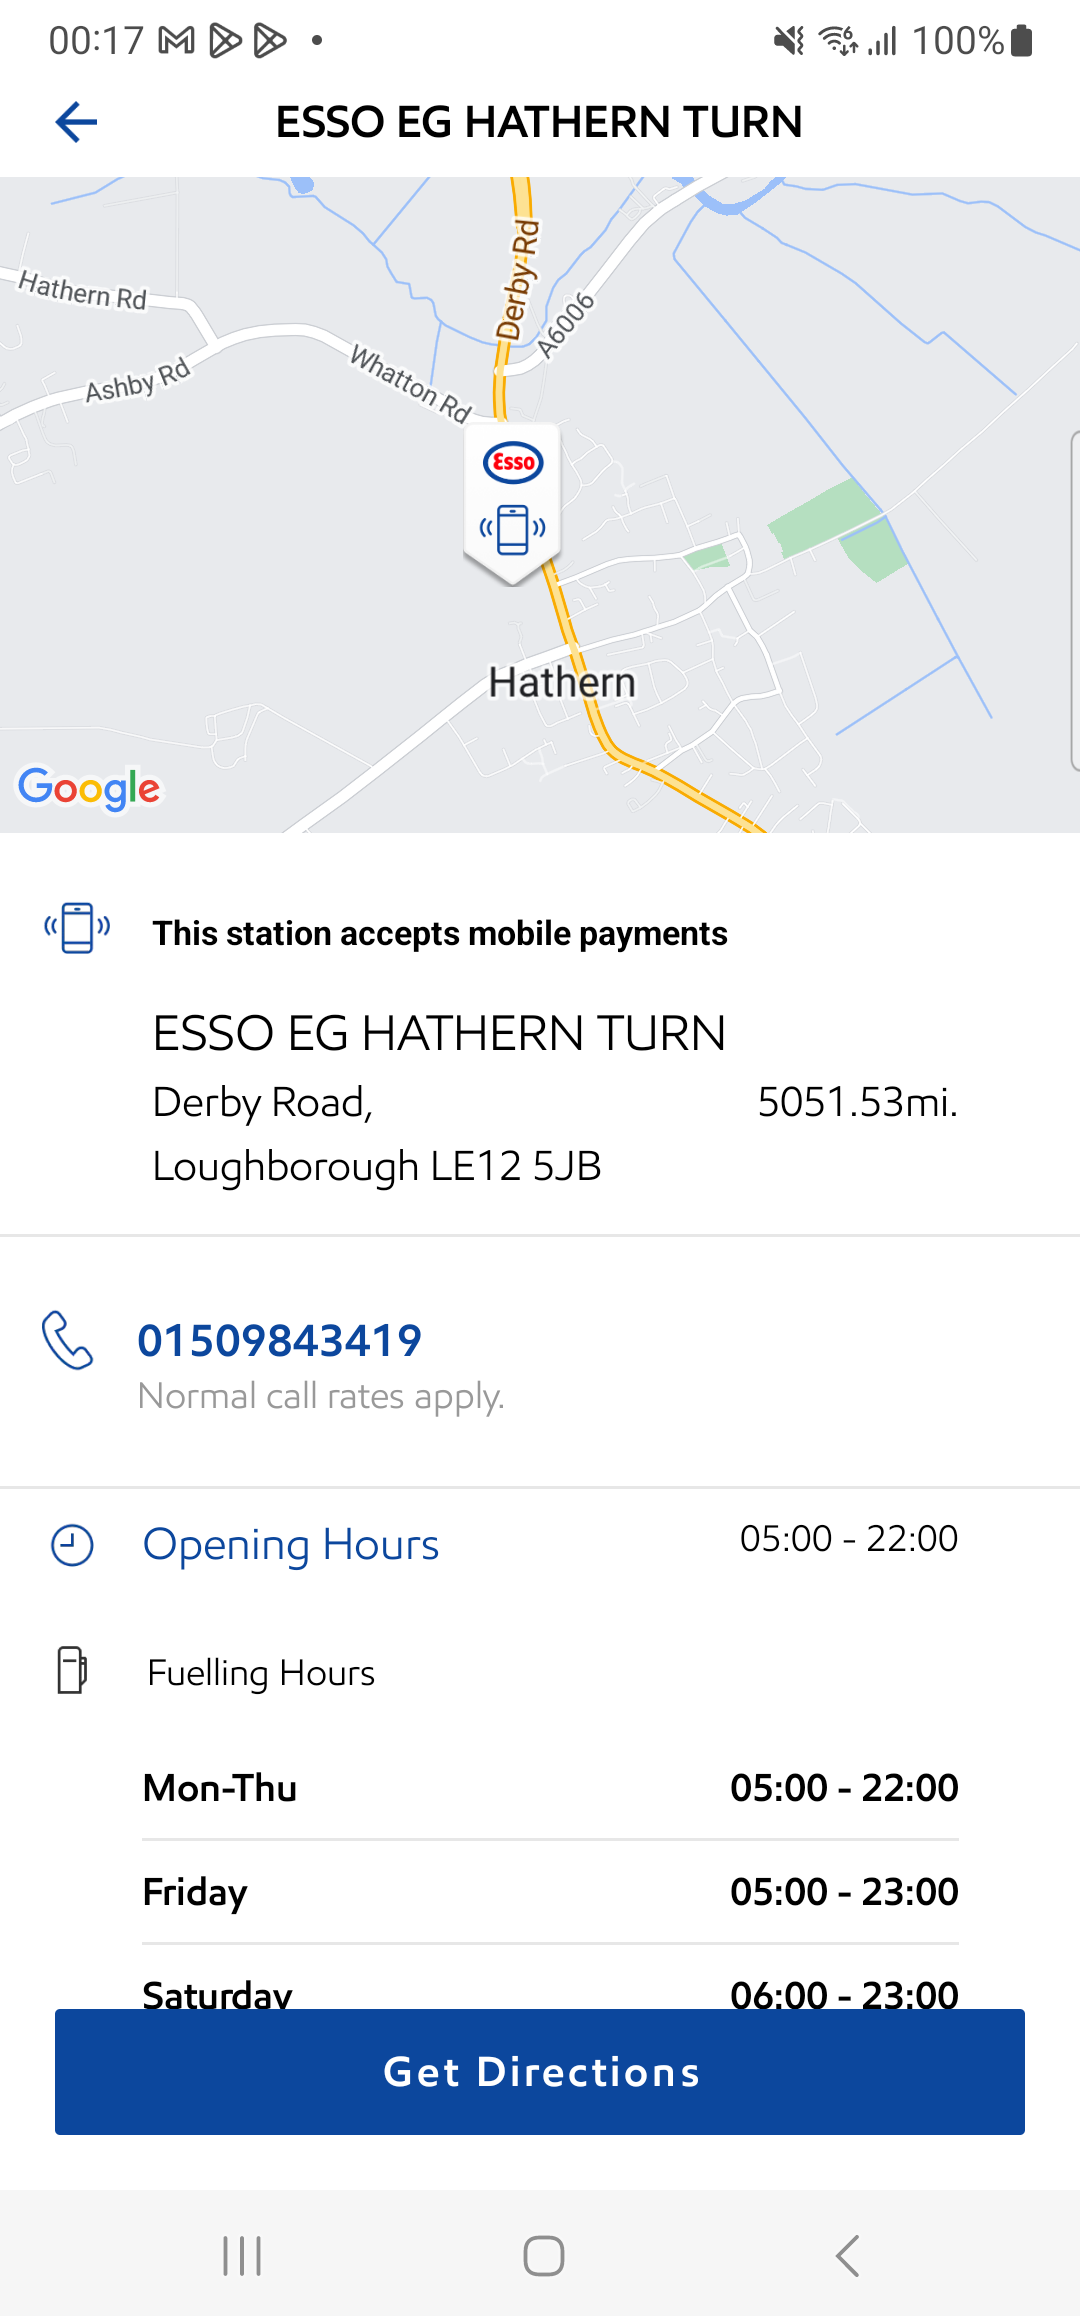 00:17
100%
ESSO EG HATHERN TURN
Derby Rd
A6006
Hathern Rd
Ashby Rd
Whatton Rd
Esso
Hathern
Google
This station accepts mobile payments
ESSO EG HATHERN TURN
Derby Road, 5051.53mi.
Loughborough LE12 5JB
01509843419
Normal call rates apply.
Opening Hours 05:00 - 22:00
Fuelling Hours
Mon-Thu 05:00 - 22:00
Friday 05:00 - 23:00
Saturday 06:00 - 23:00
Get Directions